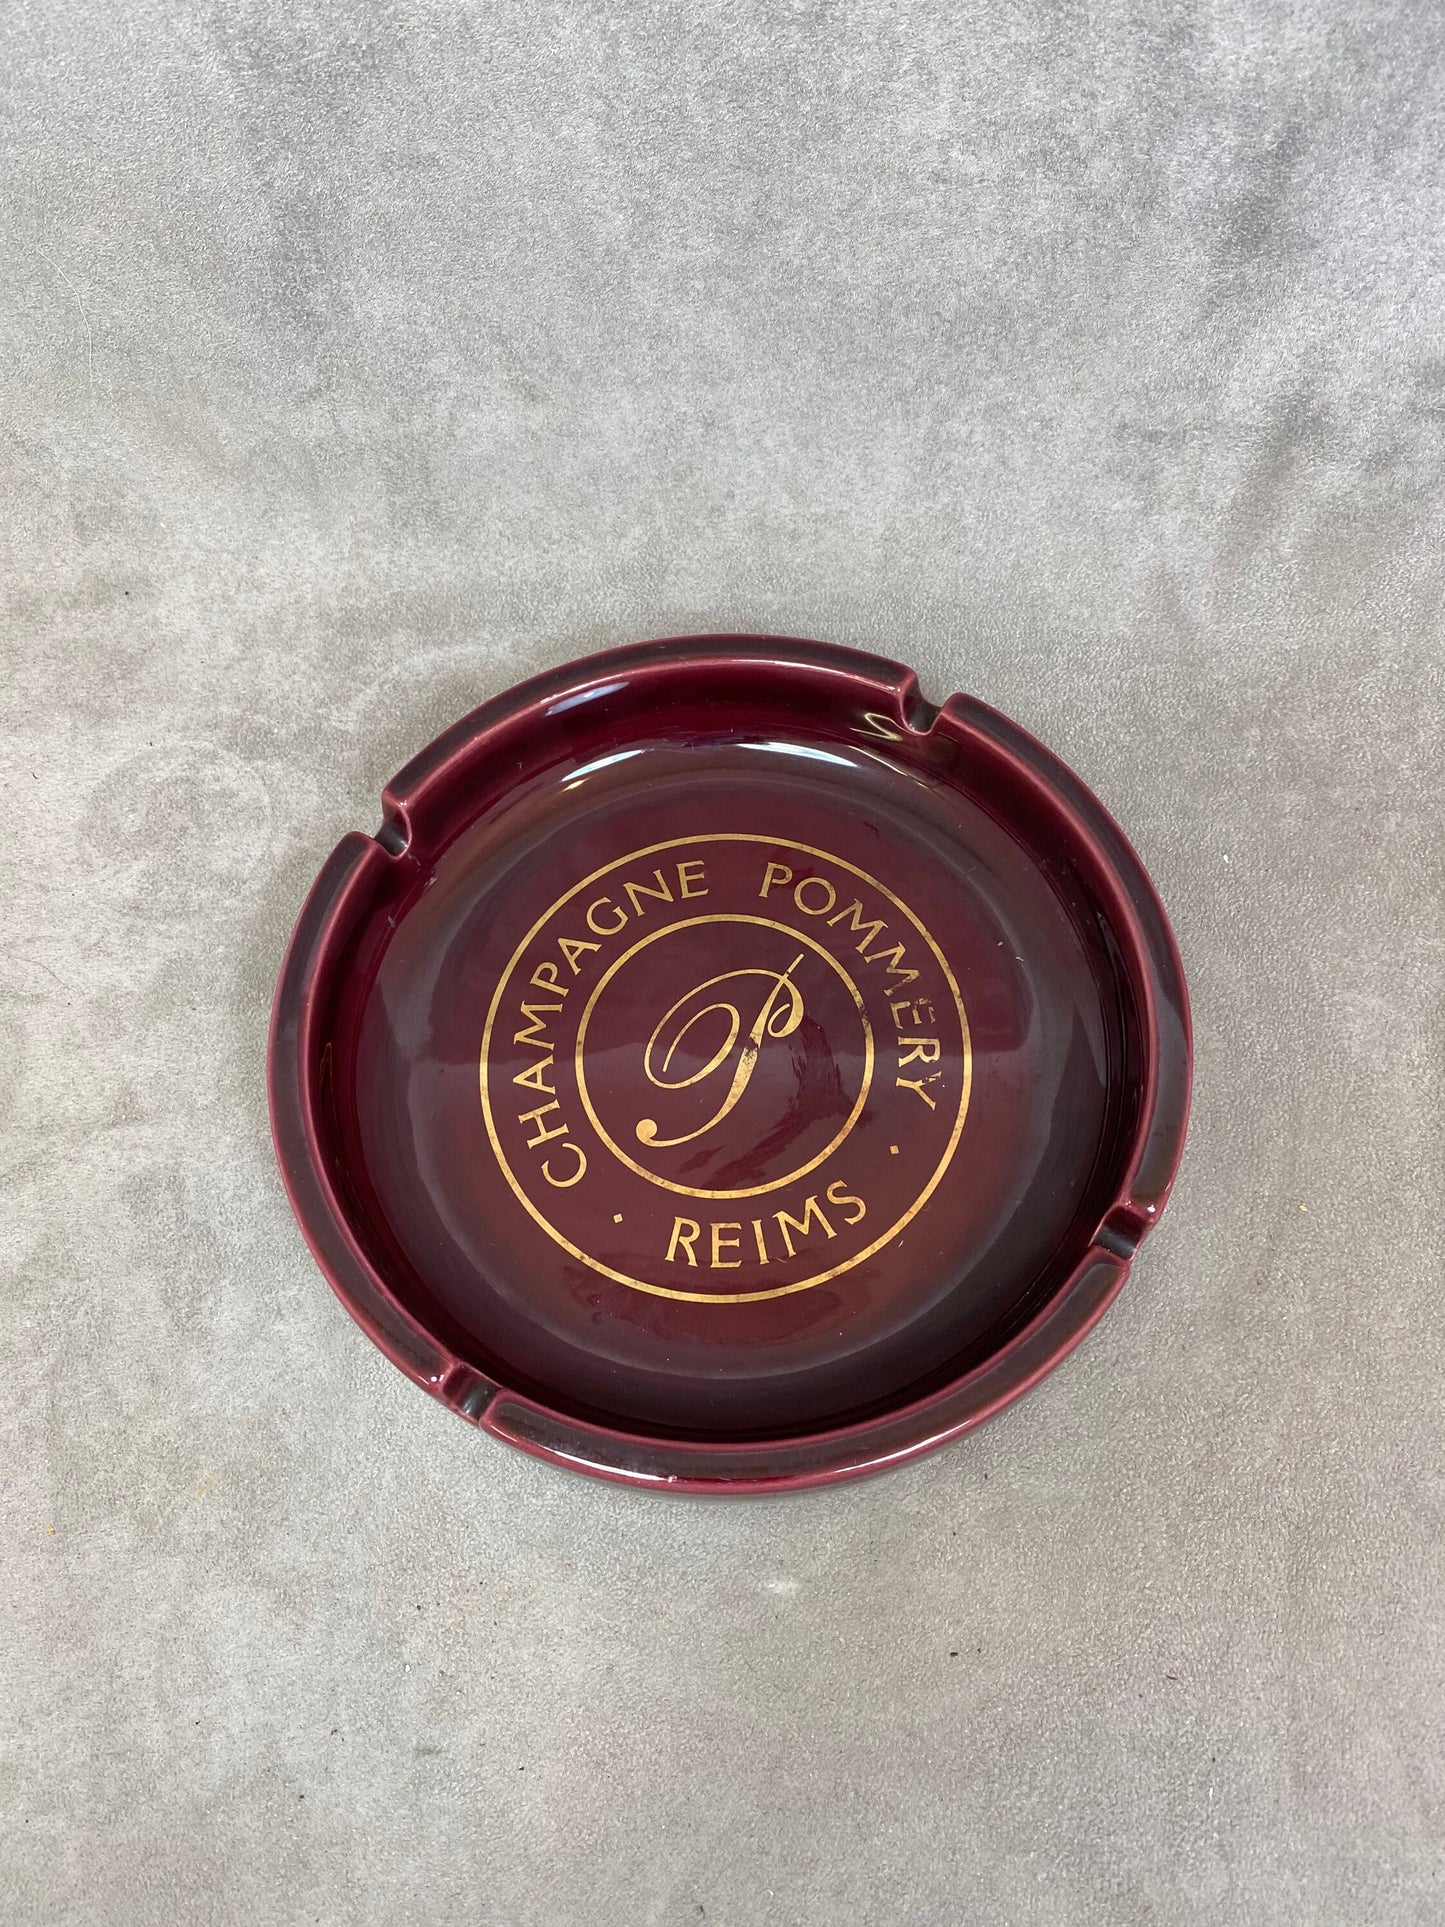 CHAMPAGNE POMMERY
P
· REIMS ·